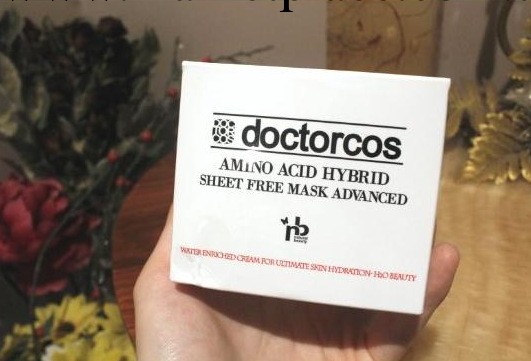 doctorcos
AMINO ACID HYBRID
SHEET FREE MASK ADVANCED
WATER ENRICHED CREAM FOR ULTIMATE SKIN HYDRATION· H2O BEAUTY